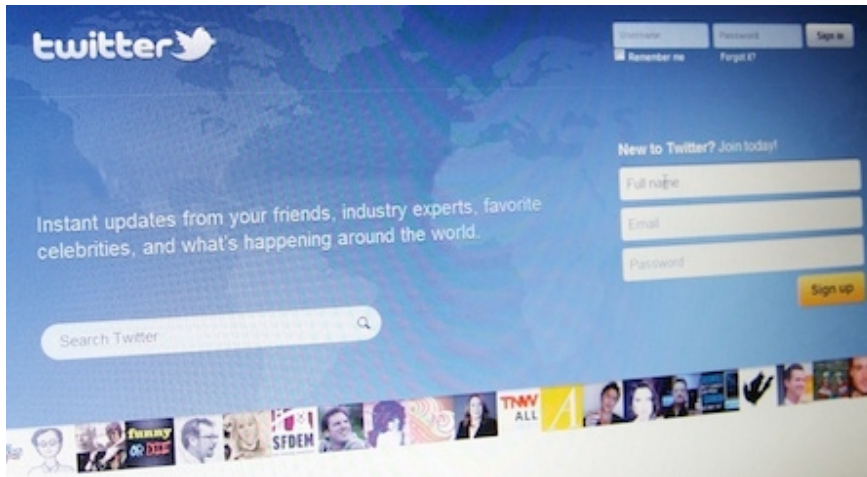 twitter
Username
Password
Sign in
Remember me
Forgot it?
New to Twitter? Join today!
Full name
Instant updates from your friends, industry experts, favorite
celebrities, and what's happening around the world.
Email
Password
Sign up
Search Twitter
funny
OR DIE
SFDEM
TNW
ALL
A